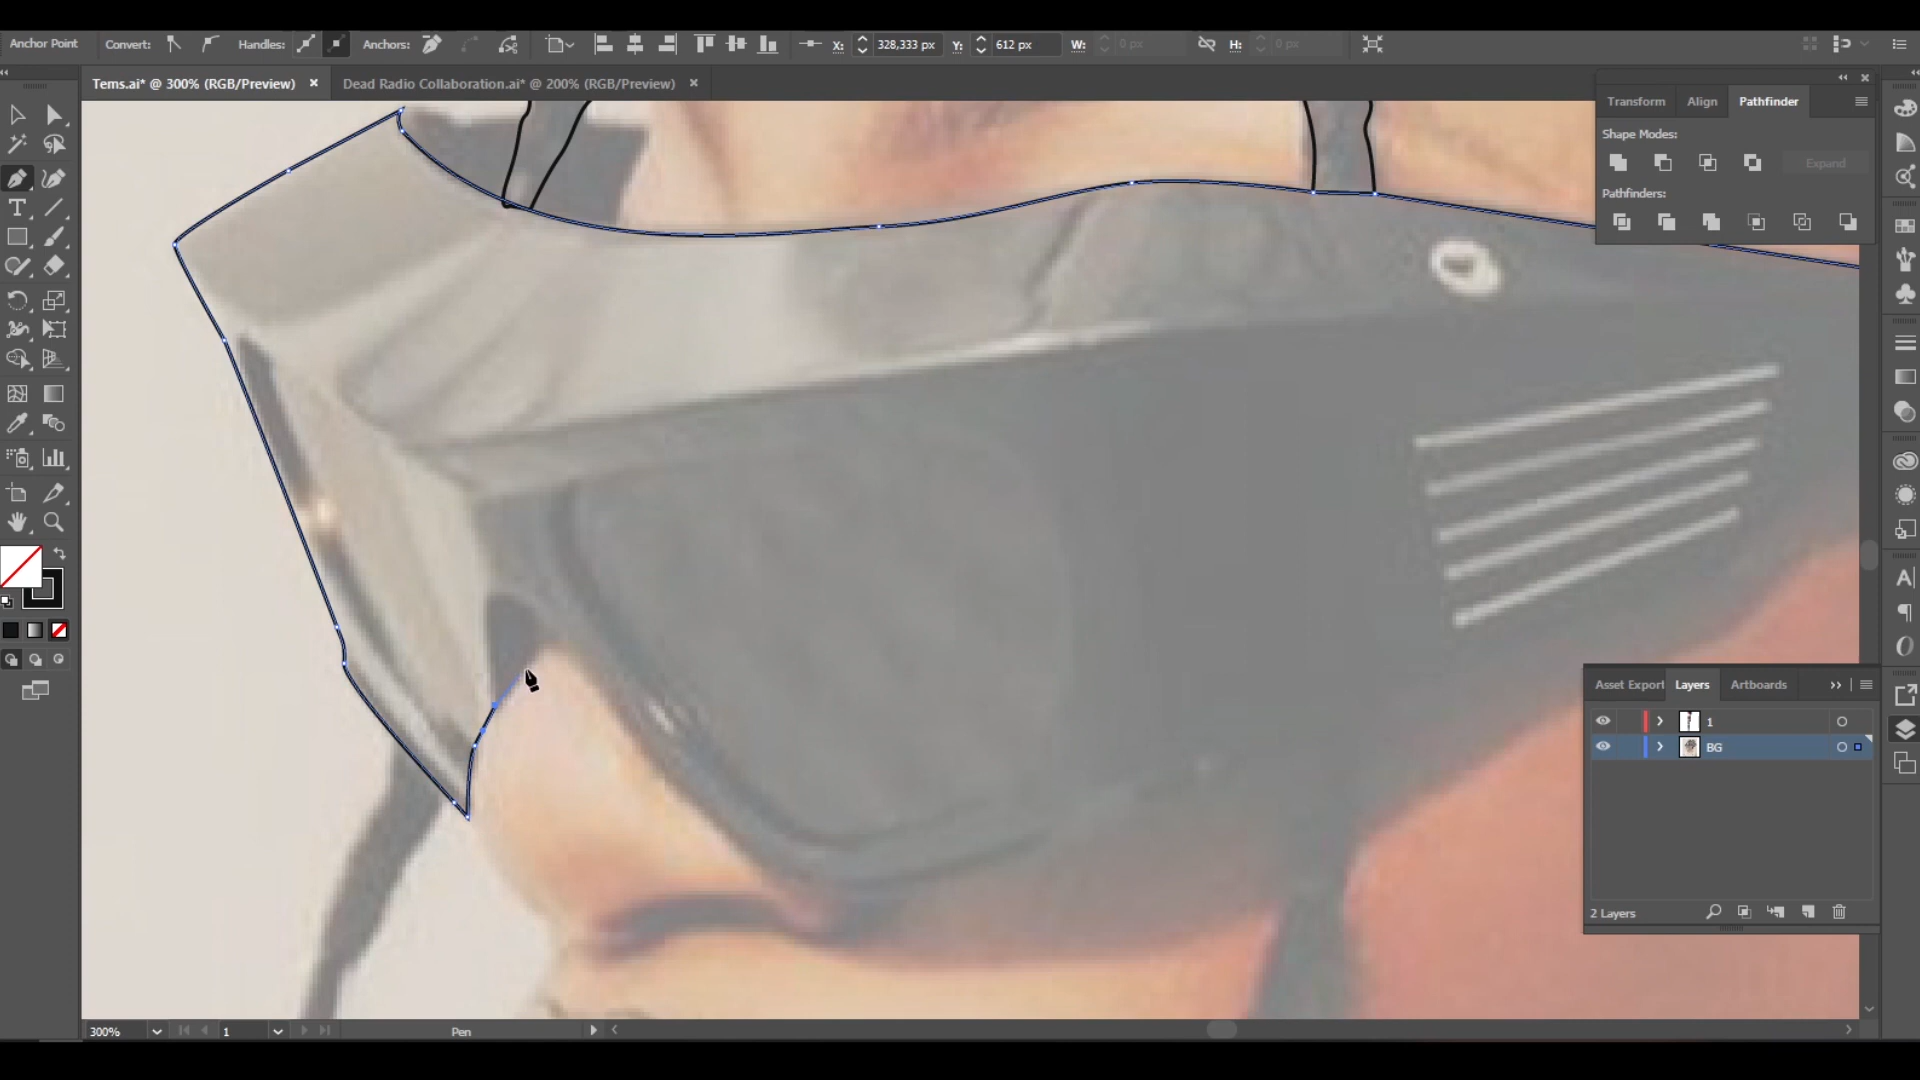 Anchor Point Convert: Handles: Anchors: X: 328,333 px Y: 612 px W: 0 px H: 0 px
Tems.ai* @ 300% (RGB/Preview) × Dead Radio Collaboration.ai* @ 200% (RGB/Preview) ×
Transform Align Pathfinder
Shape Modes:
Expand
Pathfinders:
Asset Export Layers Artboards
1
BG
2 Layers
300% 1 Pen